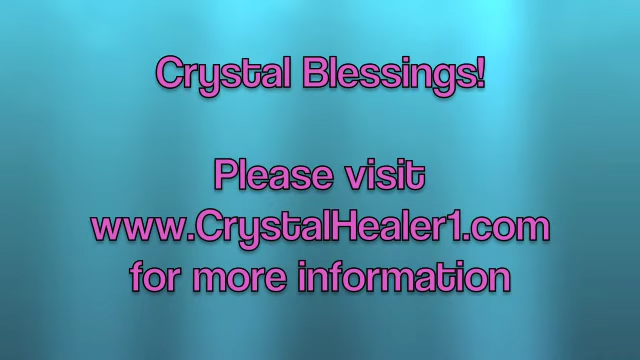 Crystal Blessings!
Please visit
www.CrystalHealer1.com
for more information